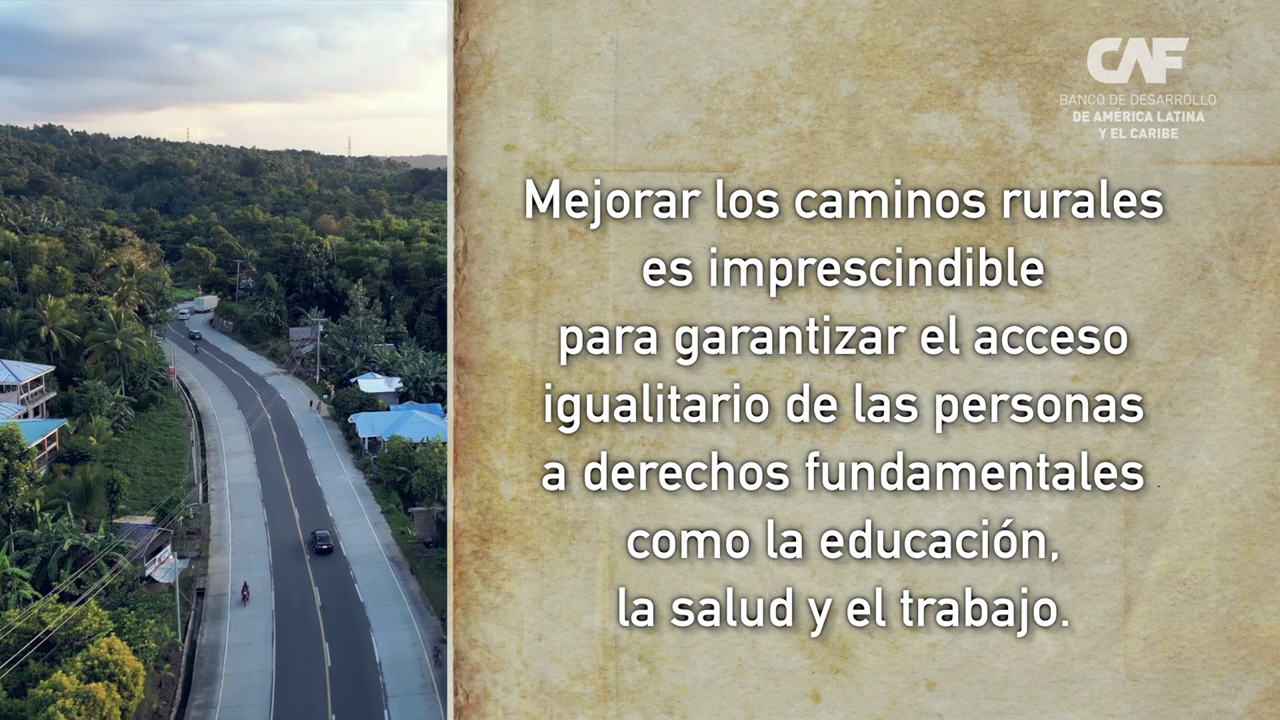 CAF
BANCO DE DESARROLLO
DE AMÉRICA LATINA
Y EL CARIBE
Mejorar los caminos rurales
es imprescindible
para garantizar el acceso
igualitario de las personas
a derechos fundamentales
como la educación,
la salud y el trabajo.